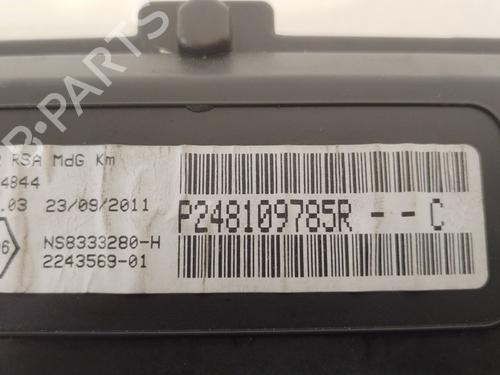 B-PARTS
RSA MdG Km
4844
.03 23/09/2011
P248109785R - - C
NS8333280-H
2243569-01